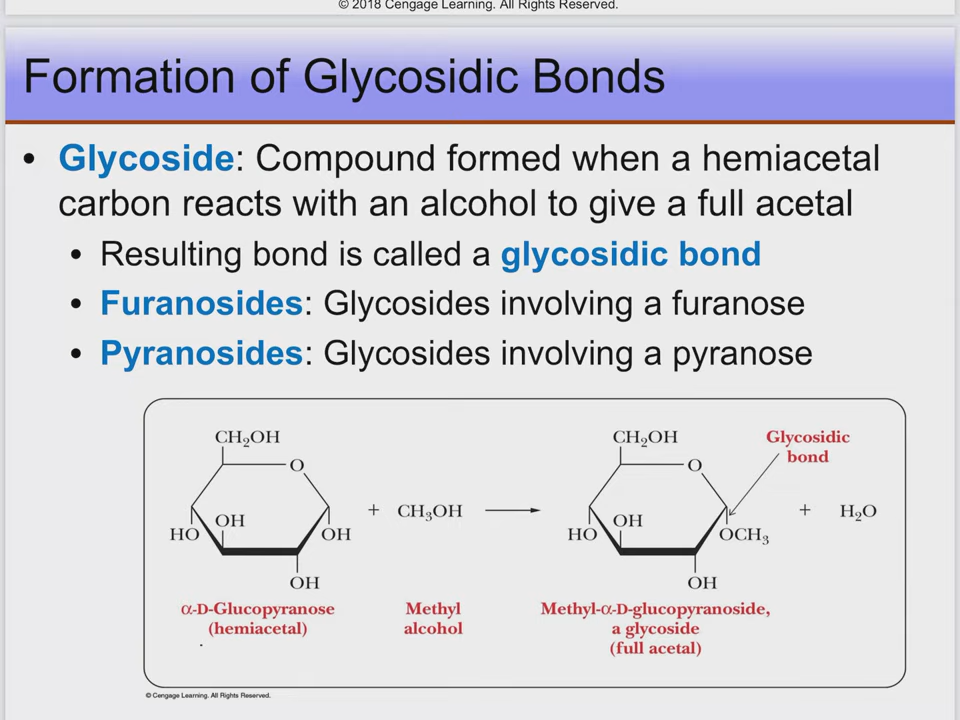 © 2018 Cengage Learning. All Rights Reserved.
Formation of Glycosidic Bonds
• Glycoside: Compound formed when a hemiacetal
carbon reacts with an alcohol to give a full acetal
• Resulting bond is called a glycosidic bond
• Furanosides: Glycosides involving a furanose
• Pyranosides: Glycosides involving a pyranose
CH₂OH
O
OH
HO
OH
OH
α-D-Glucopyranose
(hemiacetal)
+
CH₃OH
Methyl
alcohol
CH₂OH
O
OH
HO
OCH₃
OH
Glycosidic
bond
Methyl-α-D-glucopyranoside,
a glycoside
(full acetal)
+
H₂O
© Cengage Learning. All Rights Reserved.